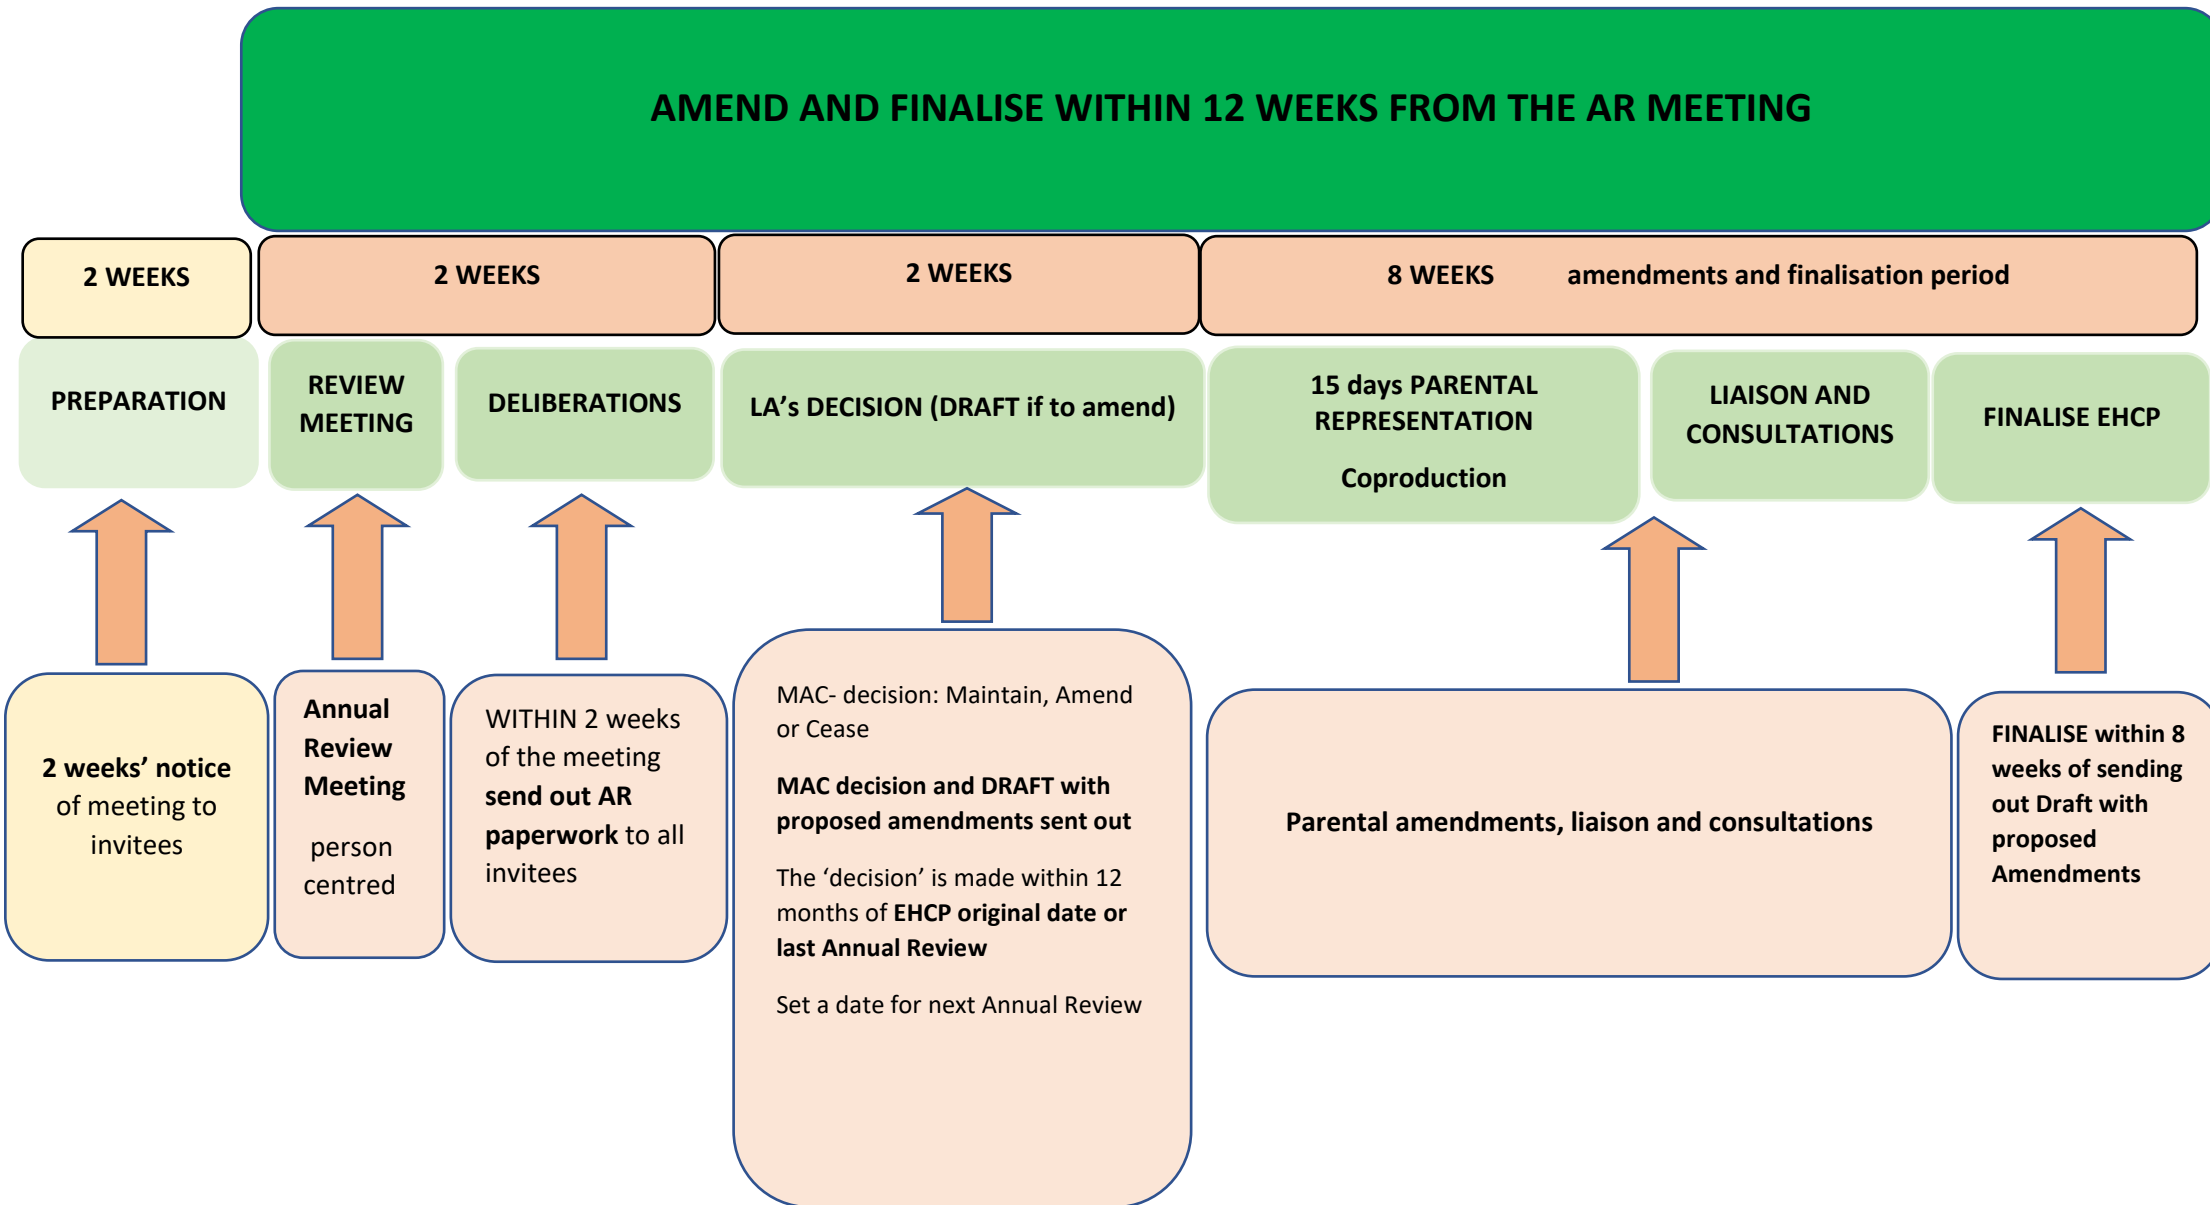 AMEND AND FINALISE WITHIN 12 WEEKS FROM THE AR MEETING
2 WEEKS
2 WEEKS
2 WEEKS
8 WEEKS amendments and finalisation period
PREPARATION
REVIEW
MEETING
DELIBERATIONS
LA’s DECISION (DRAFT if to amend)
15 days PARENTAL
REPRESENTATION
Coproduction
LIAISON AND
CONSULTATIONS
FINALISE EHCP
2 weeks’ notice
of meeting to
invitees
Annual
Review
Meeting
person
centred
WITHIN 2 weeks
of the meeting
send out AR
paperwork to all
invitees
MAC- decision: Maintain, Amend
or Cease
MAC decision and DRAFT with
proposed amendments sent out
The ‘decision’ is made within 12
months of EHCP original date or
last Annual Review
Set a date for next Annual Review
Parental amendments, liaison and consultations
FINALISE within 8
weeks of sending
out Draft with
proposed
Amendments